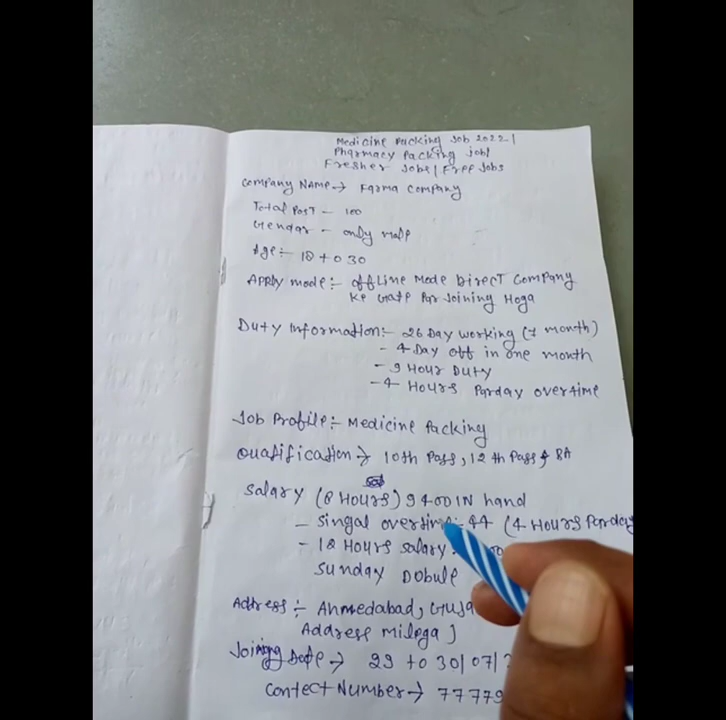 Medicine Packing Job 2022|
Pharmacy Packing job|
Fresher Jobs| Free Jobs
Company Name → Farma Company
Total Post - 100
Gendar - only male
Age :- 18 to 30
Apply mode :- offLine Mode Direct Company
ke Gate Par Joining Hoga
Duty Information :- 26 Day working (1 month)
- 4 Day off in one month
- 9 Hour Duty
- 4 Hours Parday overtime
Job Profile :- Medicine Packing
Qualification → 10th Pass, 12th Pass & BA
Salary (8 Hours) 9400 IN hand
- Singal overtime :- 44 (4 Hours Parday
- 12 Hours salary
Sunday Dobule
Address :- Ahmedabad, Guja
Address milega ]
Joining Date → 29 to 30/07/
Contect Number → 77779